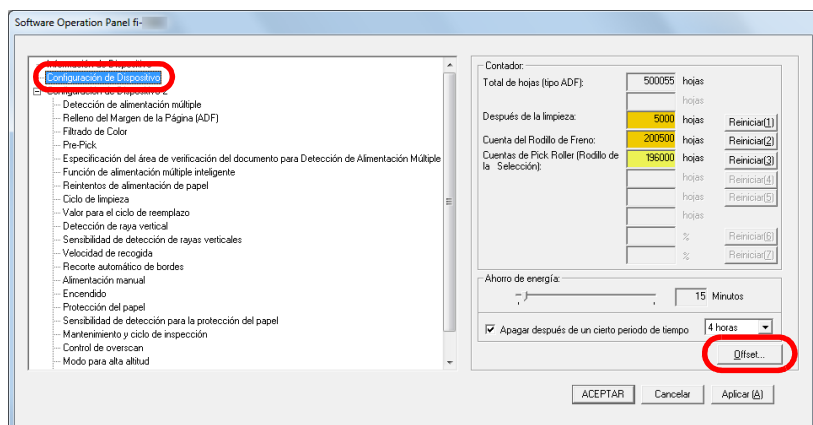 Software Operation Panel fi-
Configuración de Dispositivo
Detección de alimentación múltiple
Relleno del Margen de la Página (ADF)
Filtrado de Color
Pre-Pick
Especificación del área de verificación del documento para Detección de Alimentación Múltiple
Función de alimentación múltiple inteligente
Reintentos de alimentación de papel
Ciclo de limpieza
Valor para el ciclo de reemplazo
Detección de raya vertical
Sensibilidad de detección de rayas verticales
Velocidad de recogida
Recorte automático de bordes
Alimentación manual
Encendido
Protección del papel
Sensibilidad de detección para la protección del papel
Mantenimiento y ciclo de inspección
Control de overscan
Modo para alta altitud
Contador:
Total de hojas (tipo ADF): 500055 hojas
hojas
Después de la limpieza: 5000 hojas Reiniciar(1)
Cuenta del Rodillo de Freno: 200500 hojas Reiniciar(2)
Cuentas de Pick Roller (Rodillo de la Selección): 196000 hojas Reiniciar(3)
hojas Reiniciar(4)
hojas Reiniciar(5)
hojas
% Reiniciar(6)
% Reiniciar(7)
Ahorro de energía:
15 Minutos
Apagar después de un cierto periodo de tiempo 4 horas
Offset...
ACEPTAR Cancelar Aplicar (A)